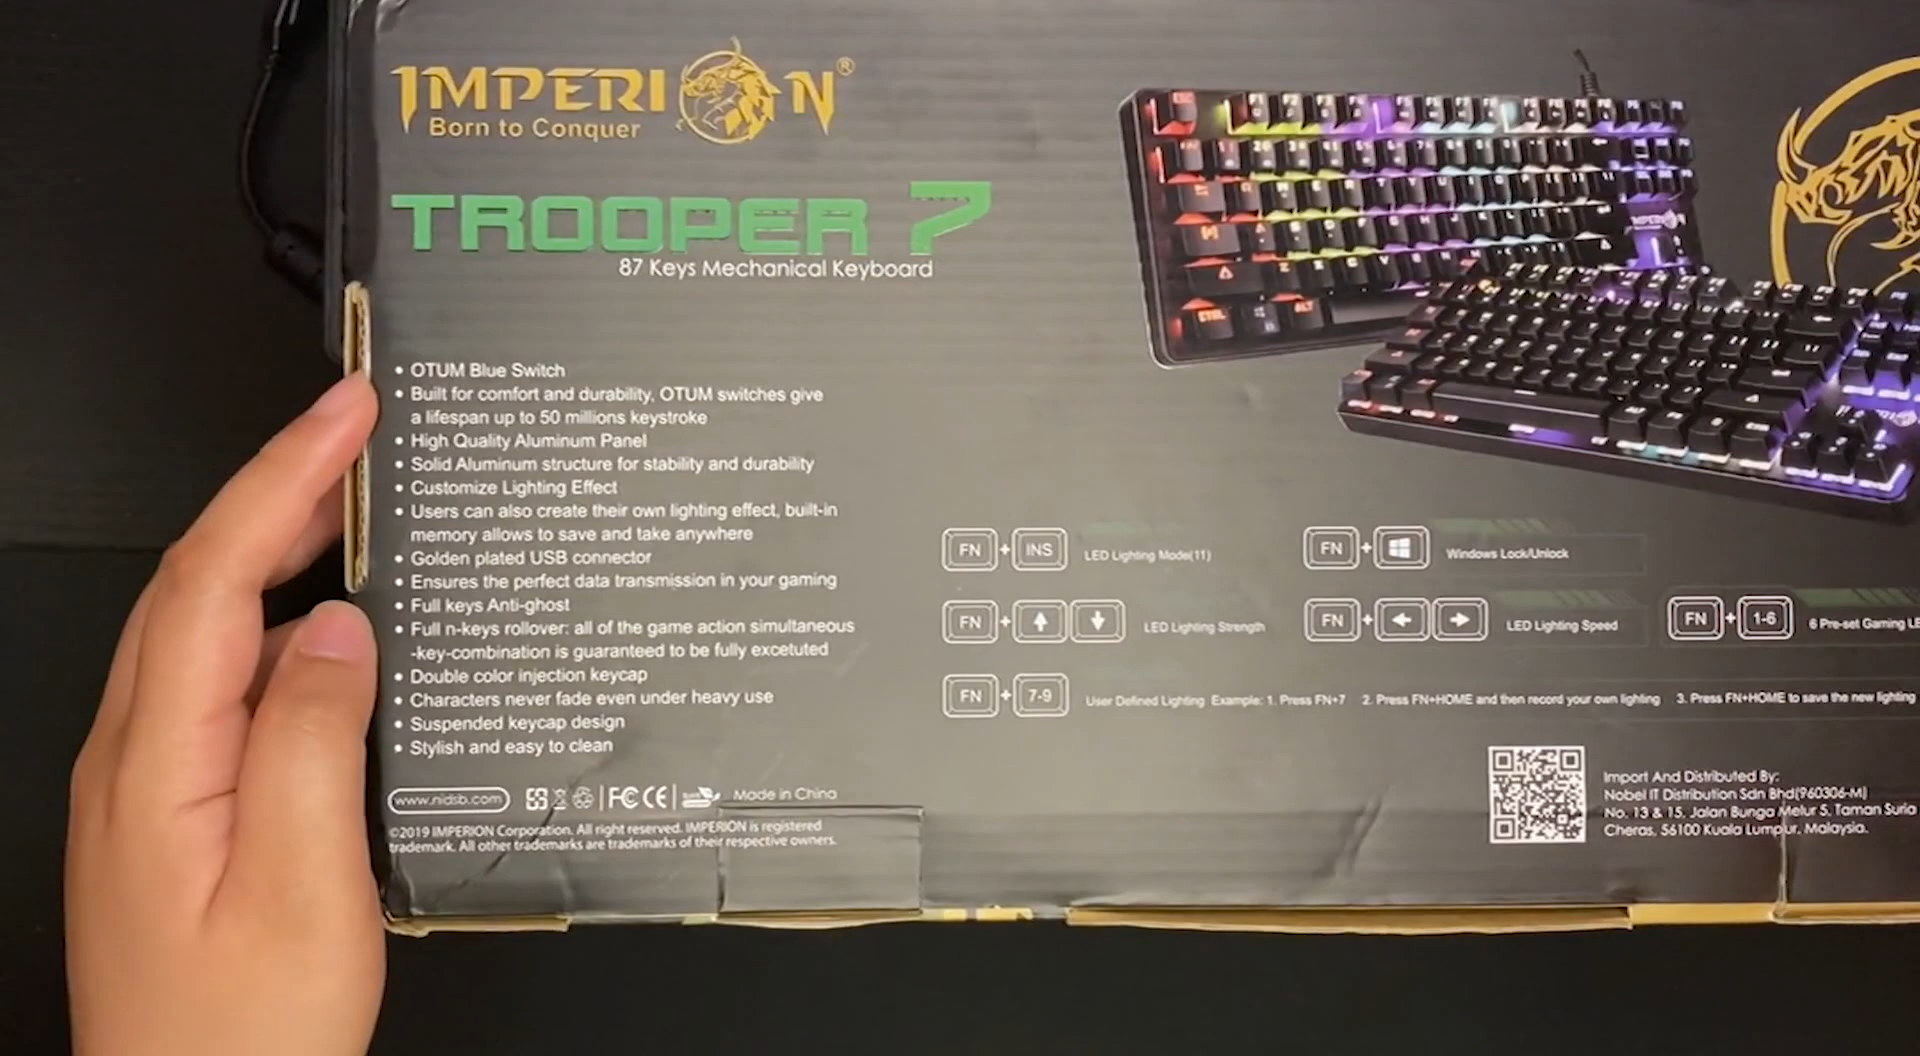 IMPERION®
Born to Conquer
TROOPER 7
87 Keys Mechanical Keyboard
• OTUM Blue Switch
• Built for comfort and durability, OTUM switches give
a lifespan up to 50 millions keystroke
• High Quality Aluminum Panel
• Solid Aluminum structure for stability and durability
• Customize Lighting Effect
• Users can also create their own lighting effect, built-in
memory allows to save and take anywhere
• Golden plated USB connector
• Ensures the perfect data transmission in your gaming
• Full keys Anti-ghost
• Full n-keys rollover: all of the game action simultaneous
-key-combination is guaranteed to be fully excetuted
• Double color injection keycap
• Characters never fade even under heavy use
• Suspended keycap design
• Stylish and easy to clean
FN + INS LED Lighting Mode(11)
FN + Windows Lock/Unlock
FN + LED Lighting Strength
FN + LED Lighting Speed
FN + 1-6 6 Pre-set Gaming LE
FN + 7-9 User Defined Lighting Example: 1. Press FN+7 2. Press FN+HOME and then record your own lighting 3. Press FN+HOME to save the new lighting
www.nidsb.com
FC CE
Made in China
©2019 IMPERION Corporation. All right reserved. IMPERION is registered
trademark. All other trademarks are trademarks of their respective owners.
Import And Distributed By:
Nobel IT Distribution Sdn Bhd(960306-M)
No. 13 & 15, Jalan Bunga Melur 5, Taman Suria
Cheras, 56100 Kuala Lumpur, Malaysia.